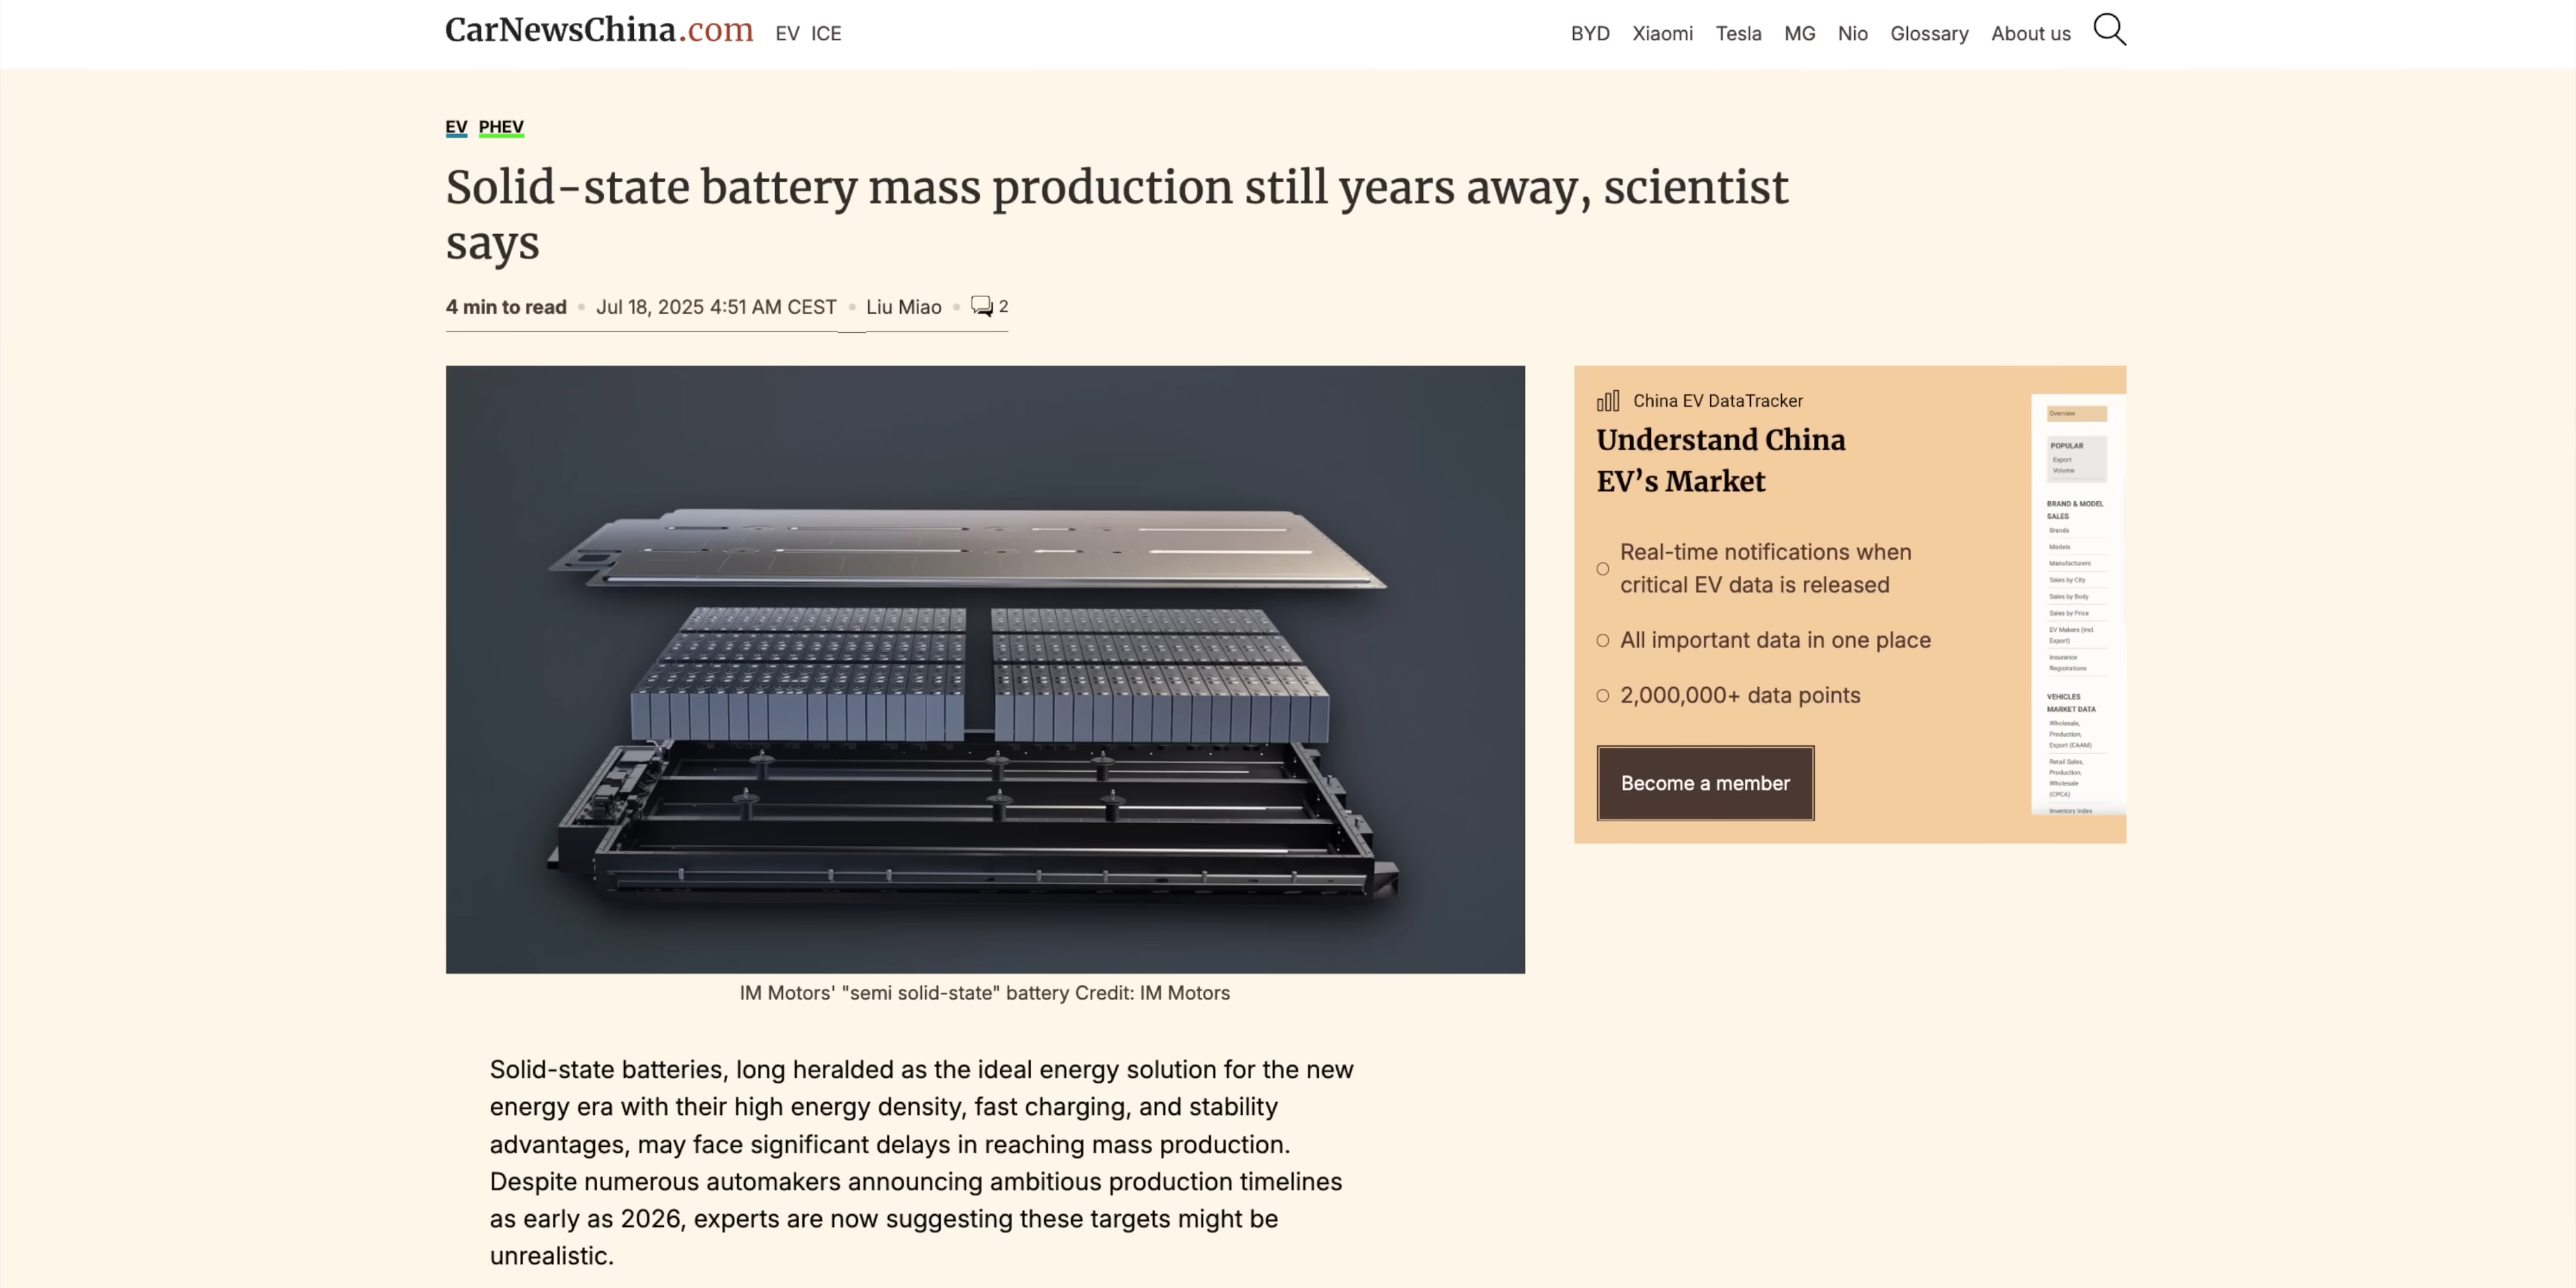 CarNewsChina.com EV ICE
BYD Xiaomi Tesla MG Nio Glossary About us
EV PHEV
Solid-state battery mass production still years away, scientist
says
4 min to read • Jul 18, 2025 4:51 AM CEST • Liu Miao • 2
IM Motors' "semi solid-state" battery Credit: IM Motors
Solid-state batteries, long heralded as the ideal energy solution for the new
energy era with their high energy density, fast charging, and stability
advantages, may face significant delays in reaching mass production.
Despite numerous automakers announcing ambitious production timelines
as early as 2026, experts are now suggesting these targets might be
unrealistic.
China EV DataTracker
Understand China
EV’s Market
Real-time notifications when
critical EV data is released
All important data in one place
2,000,000+ data points
Become a member
Overview
POPULAR
Export
Volume
BRAND & MODEL
SALES
Brands
Models
Manufacturers
Sales by City
Sales by Body
Sales by Price
EV Makers (incl.
Export)
Insurance
Registrations
VEHICLES
MARKET DATA
Wholesale,
Production,
Export (CAAM)
Retail Sales,
Production,
Wholesale
(CPCA)
Inventory Index